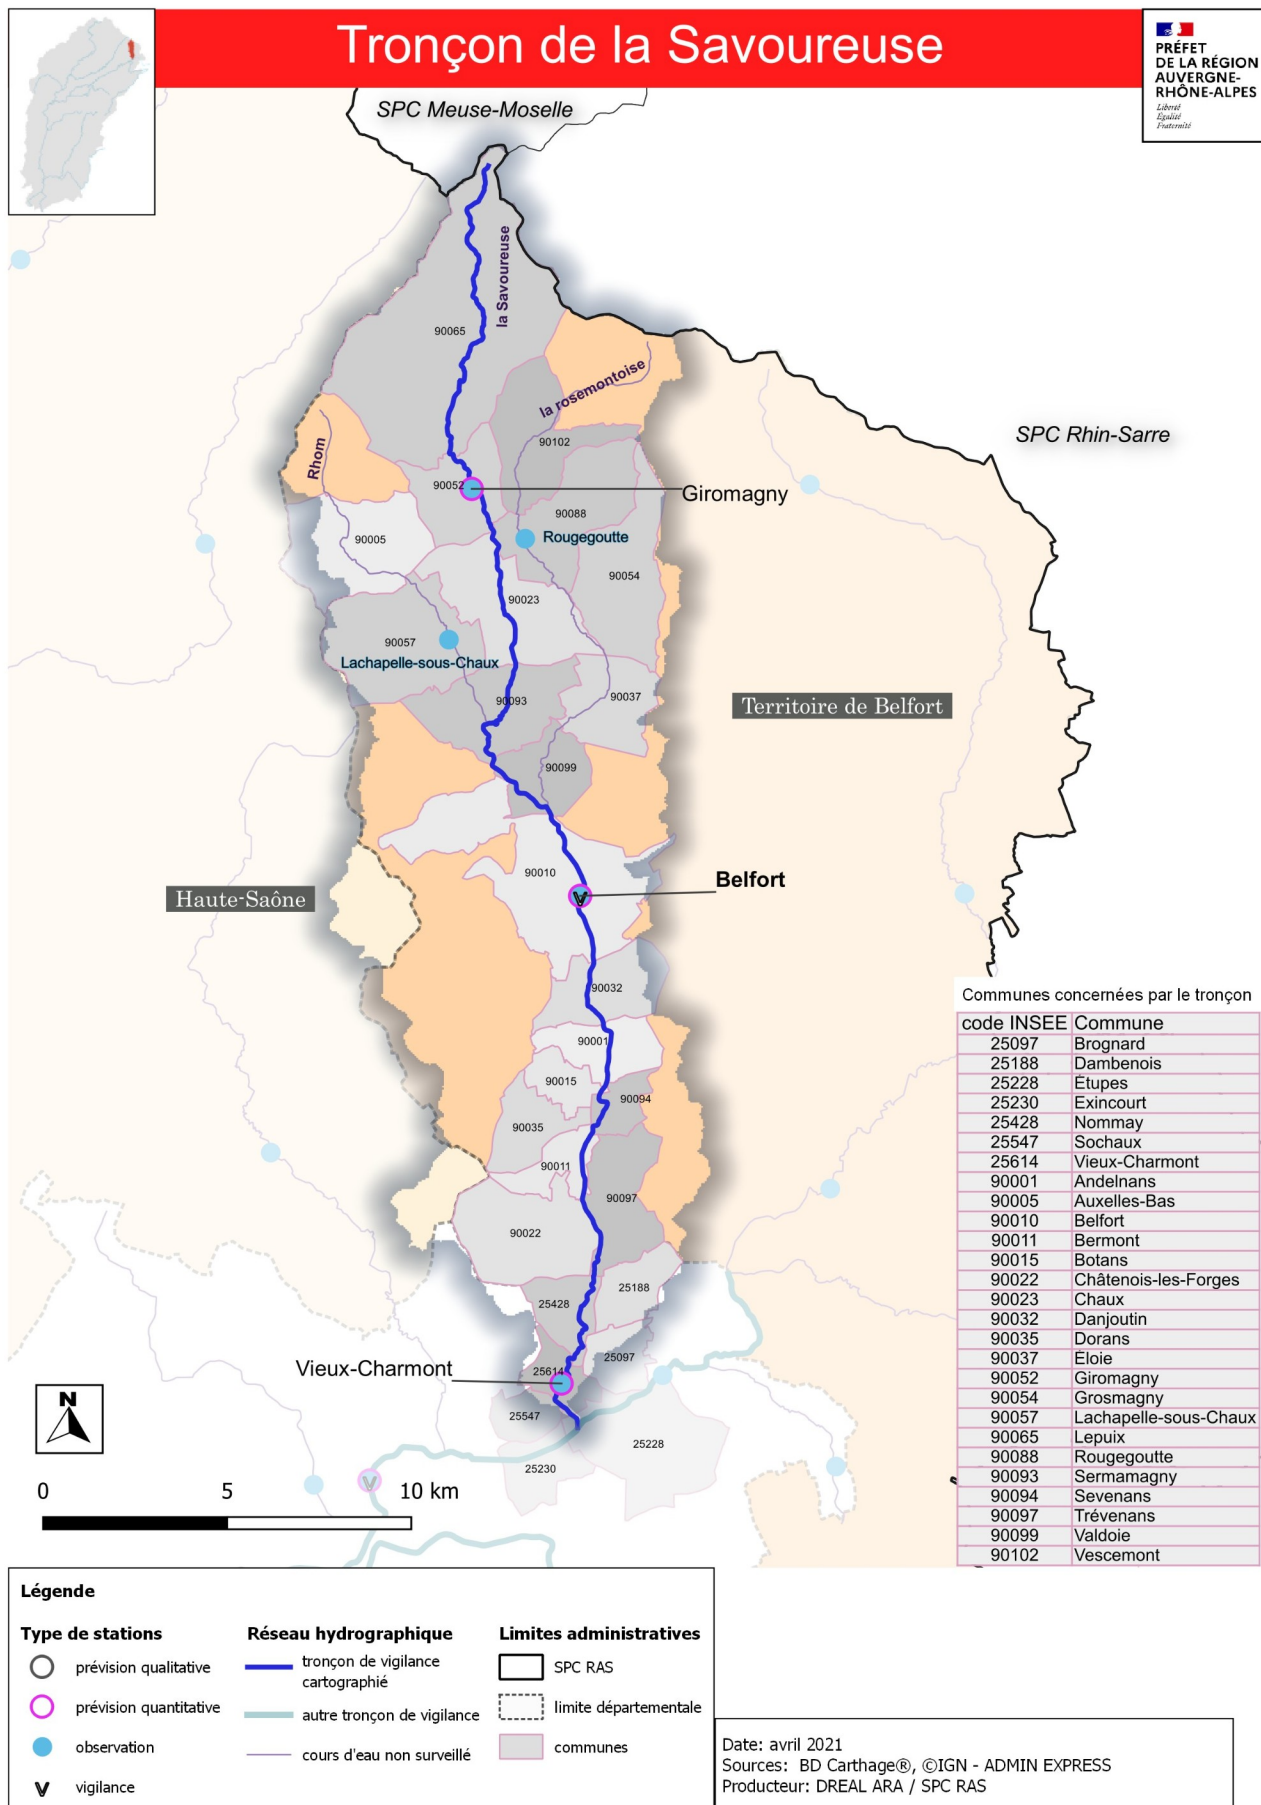 Tronçon de la Savoureuse
PRÉFET
DE LA RÉGION
AUVERGNE-
RHÔNE-ALPES
Liberté
Égalité
Fraternité
SPC Meuse-Moselle
la Savoureuse
90065
la rosemontoise
SPC Rhin-Sarre
Rhom
90102
90052
Giromagny
90088
90005
Rougegoutte
90054
90023
90057
Lachapelle-sous-Chaux
90037
90093
Territoire de Belfort
90099
90010
Belfort
Haute-Saône
90032
90001
90015
90094
90035
90011
90097
90022
25188
25428
25097
Vieux-Charmont
25614
25547
25228
25230
N
0 5 10 km
Communes concernées par le tronçon
code INSEE Commune
25097 Brognard
25188 Dambenois
25228 Étupes
25230 Exincourt
25428 Nommay
25547 Sochaux
25614 Vieux-Charmont
90001 Andelnans
90005 Auxelles-Bas
90010 Belfort
90011 Bermont
90015 Botans
90022 Châtenois-les-Forges
90023 Chaux
90032 Danjoutin
90035 Dorans
90037 Éloie
90052 Giromagny
90054 Grosmagny
90057 Lachapelle-sous-Chaux
90065 Lepuix
90088 Rougegoutte
90093 Sermamagny
90094 Sevenans
90097 Trévenans
90099 Valdoie
90102 Vescemont
Légende
Type de stations
prévision qualitative
prévision quantitative
observation
V vigilance
Réseau hydrographique
tronçon de vigilance
cartographié
autre tronçon de vigilance
cours d'eau non surveillé
Limites administratives
SPC RAS
limite départementale
communes
Date: avril 2021
Sources: BD Carthage®, ©IGN - ADMIN EXPRESS
Producteur: DREAL ARA / SPC RAS